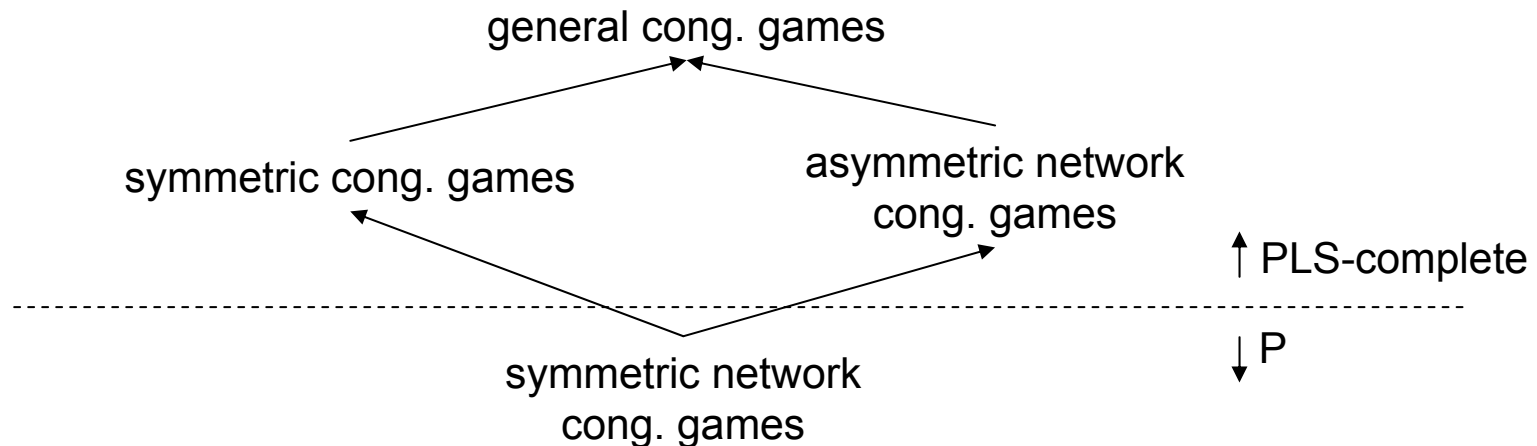 general cong. games
symmetric cong. games
asymmetric network
cong. games
PLS-complete
P
symmetric network
cong. games